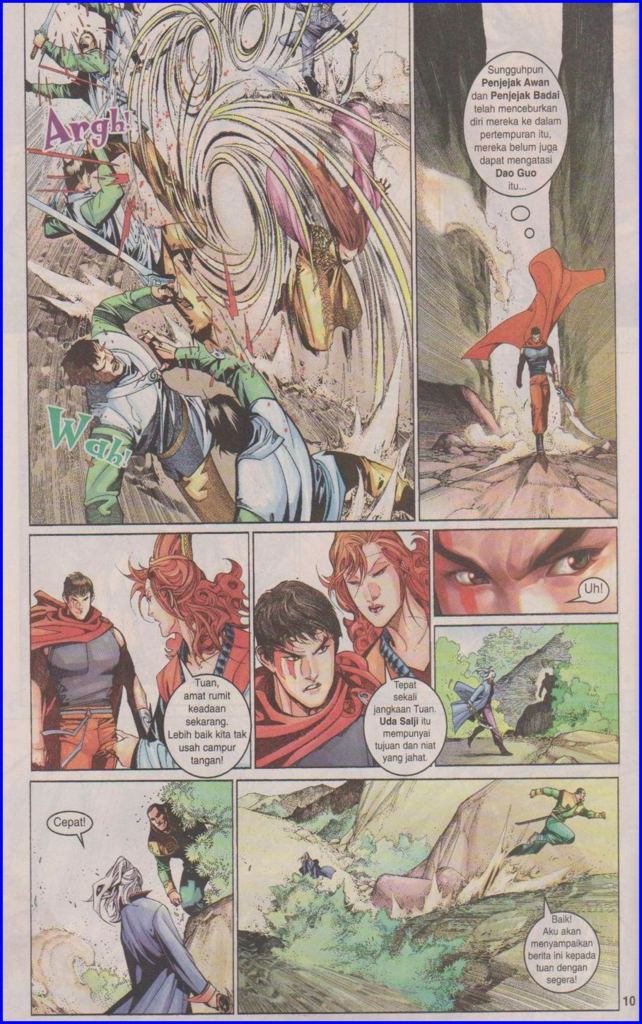 Argh!
Wah!
Sungguhpun
Penjejak Awan
dan Penjejak Badai
telah menceburkan
diri mereka ke dalam
pertempuran itu,
mereka belum juga
dapat mengatasi
Dao Guo
itu...
Tuan,
amat rumit
keadaan
sekarang.
Lebih baik kita tak
usah campur
tangan!
Tepat
sekali
jangkaan Tuan.
Uda Salji itu
mempunyai
tujuan dan niat
yang jahat.
Uh!
Cepat!
Baik!
Aku akan
menyampaikan
berita ini kepada
tuan dengan
segera!
10